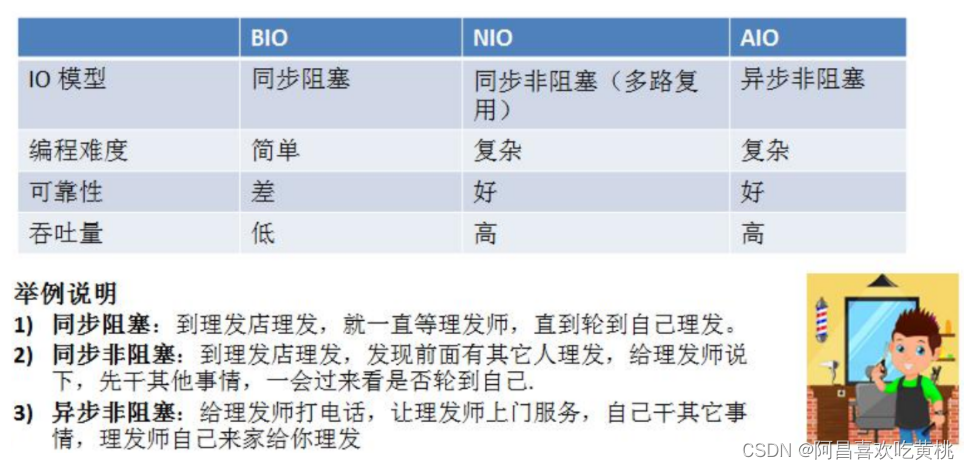 BIO NIO AIO
IO 模型 同步阻塞 同步非阻塞（多路复 异步非阻塞
用）
编程难度 简单 复杂 复杂
可靠性 差 好 好
吞吐量 低 高 高
举例说明
1) 同步阻塞：到理发店理发，就一直等理发师，直到轮到自己理发。
2) 同步非阻塞：到理发店理发，发现前面有其它人理发，给理发师说
下，先干其他事情，一会过来看是否轮到自己.
3) 异步非阻塞：给理发师打电话，让理发师上门服务，自己干其它事
情，理发师自己来家给你理发
CSDN @阿昌喜欢吃黄桃